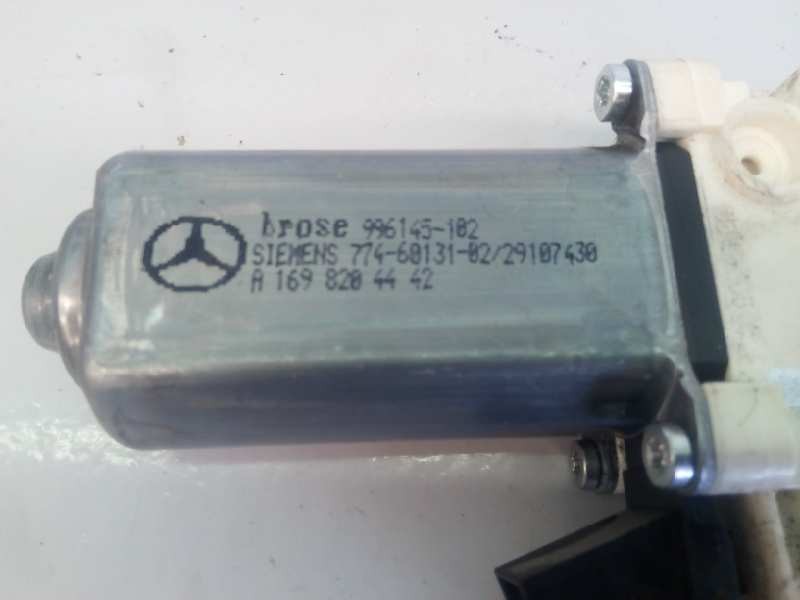 brose 996145-102
SIEMENS 774-60131-02/29107430
A 169 820 44 42